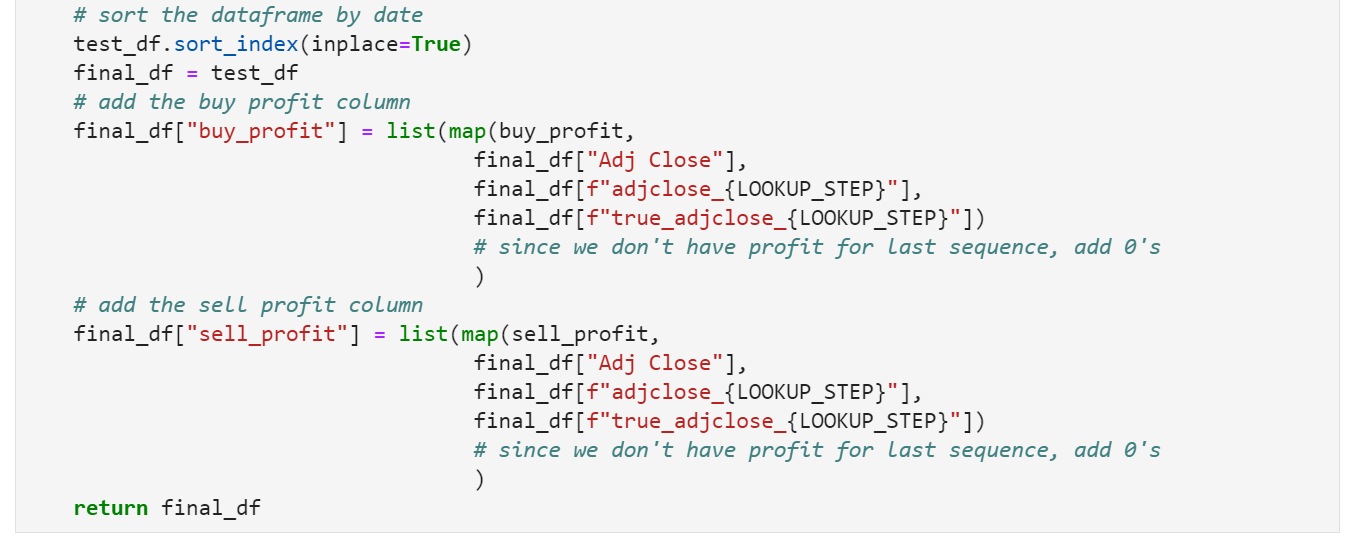 # sort the dataframe by date
test_df.sort_index(inplace=True)
final_df = test_df
# add the buy profit column
final_df["buy_profit"] = list(map(buy_profit,
final_df["Adj Close"],
final_df[f"adjclose_{LOOKUP_STEP}"],
final_df[f"true_adjclose_{LOOKUP_STEP}"])
# since we don't have profit for last sequence, add 0's
)
# add the sell profit column
final_df["sell_profit"] = list(map(sell_profit,
final_df["Adj Close"],
final_df[f"adjclose_{LOOKUP_STEP}"],
final_df[f"true_adjclose_{LOOKUP_STEP}"])
# since we don't have profit for last sequence, add 0's
)
return final_df